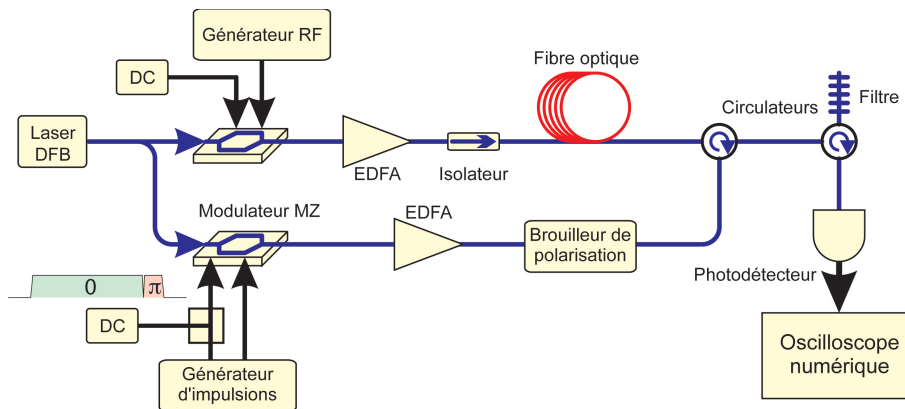 Générateur RF
DC
Fibre optique
Circulateurs
Filtre
Laser
DFB
EDFA
Isolateur
Modulateur MZ
EDFA
Brouilleur de
polarisation
Photodétecteur
0
π
DC
Générateur
d'impulsions
Oscilloscope
numérique